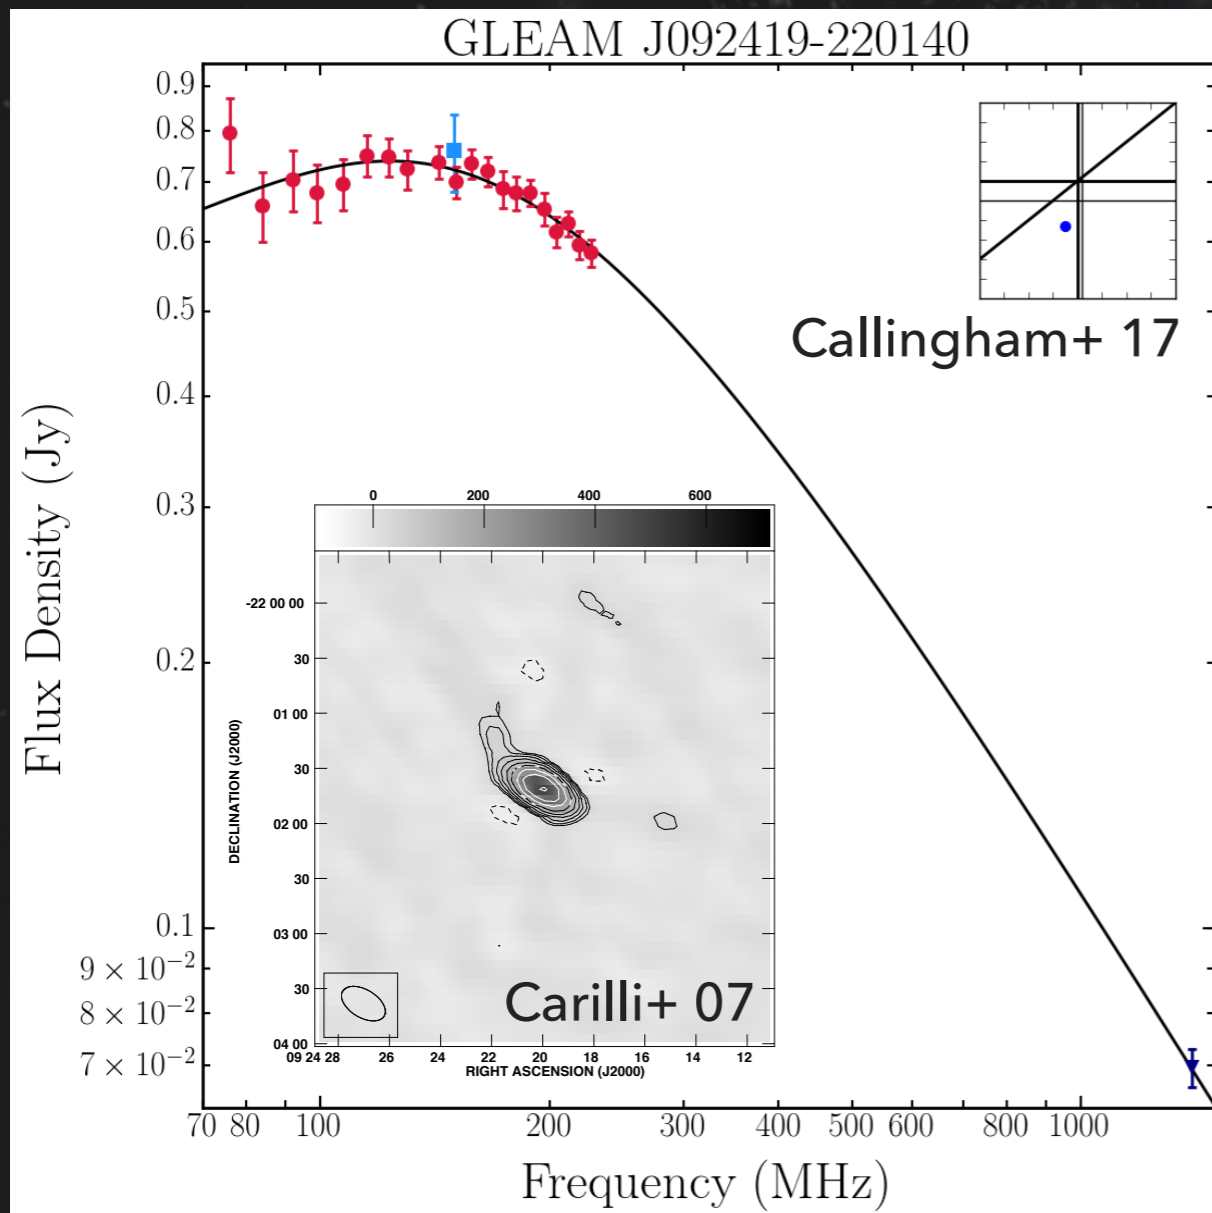 GLEAM J092419-220140
0.9
0.8
0.7
0.6
0.5
0.4
0.3
0.2
0.1
9 × 10⁻²
8 × 10⁻²
7 × 10⁻²
Flux Density (Jy)
Callingham+ 17
0 200 400 600
-22 00 00
30
01 00
30
02 00
30
03 00
30
04 00
DECLINATION (J2000)
Carilli+ 07
09 24 28 26 24 22 20 18 16 14 12
RIGHT ASCENSION (J2000)
70 80 100 200 300 400 500 600 800 1000
Frequency (MHz)